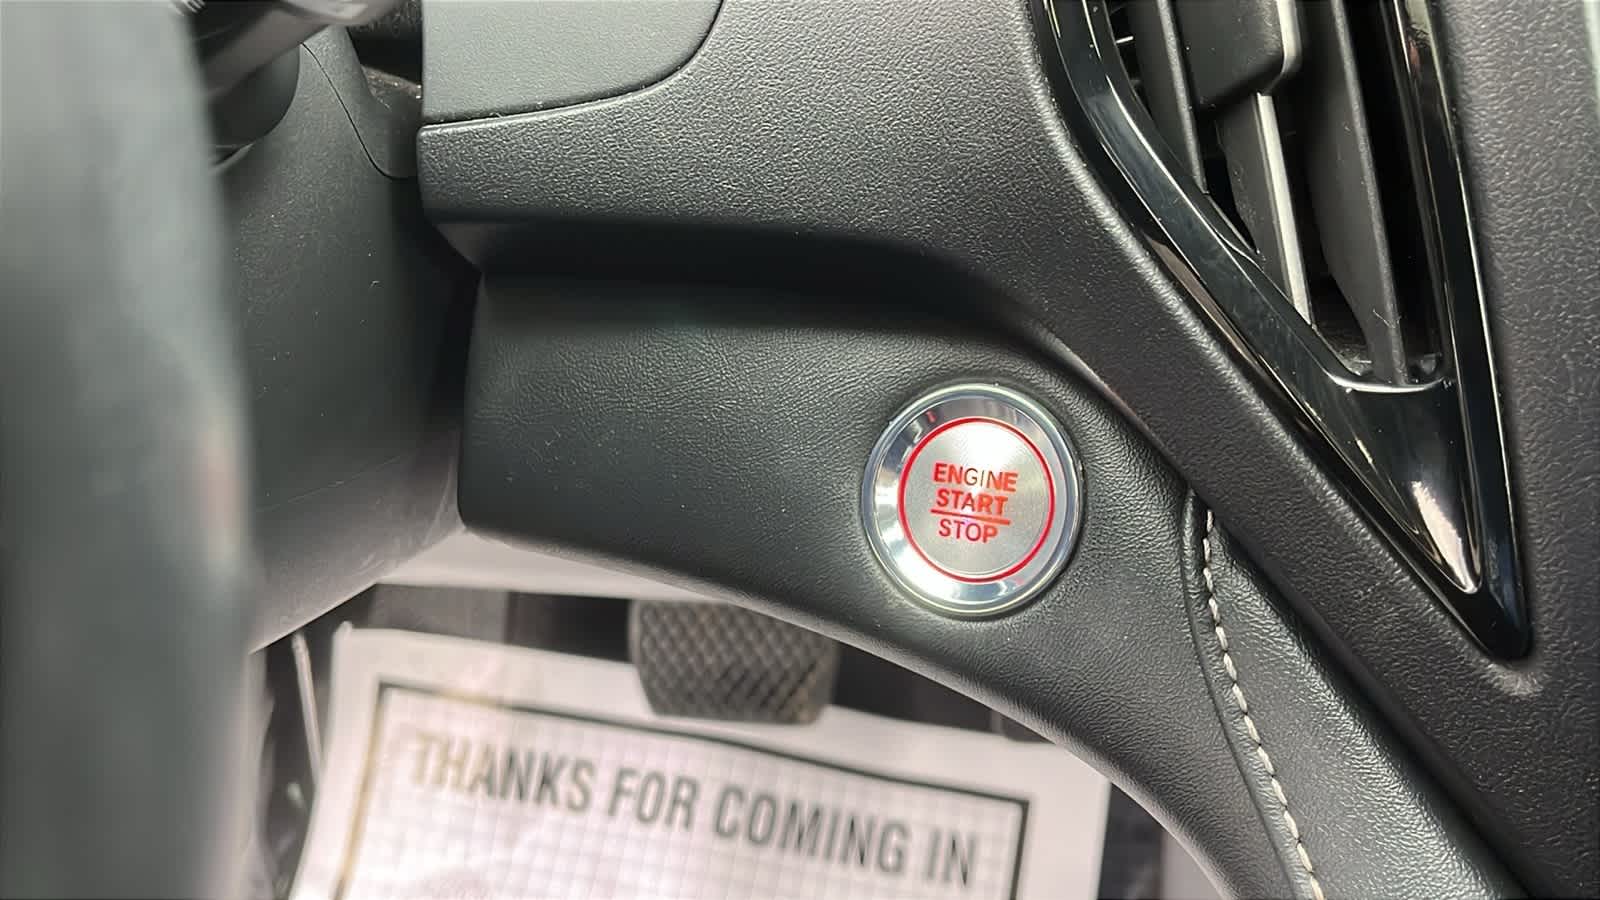 ENGINE
START
STOP
THANKS FOR COMING IN